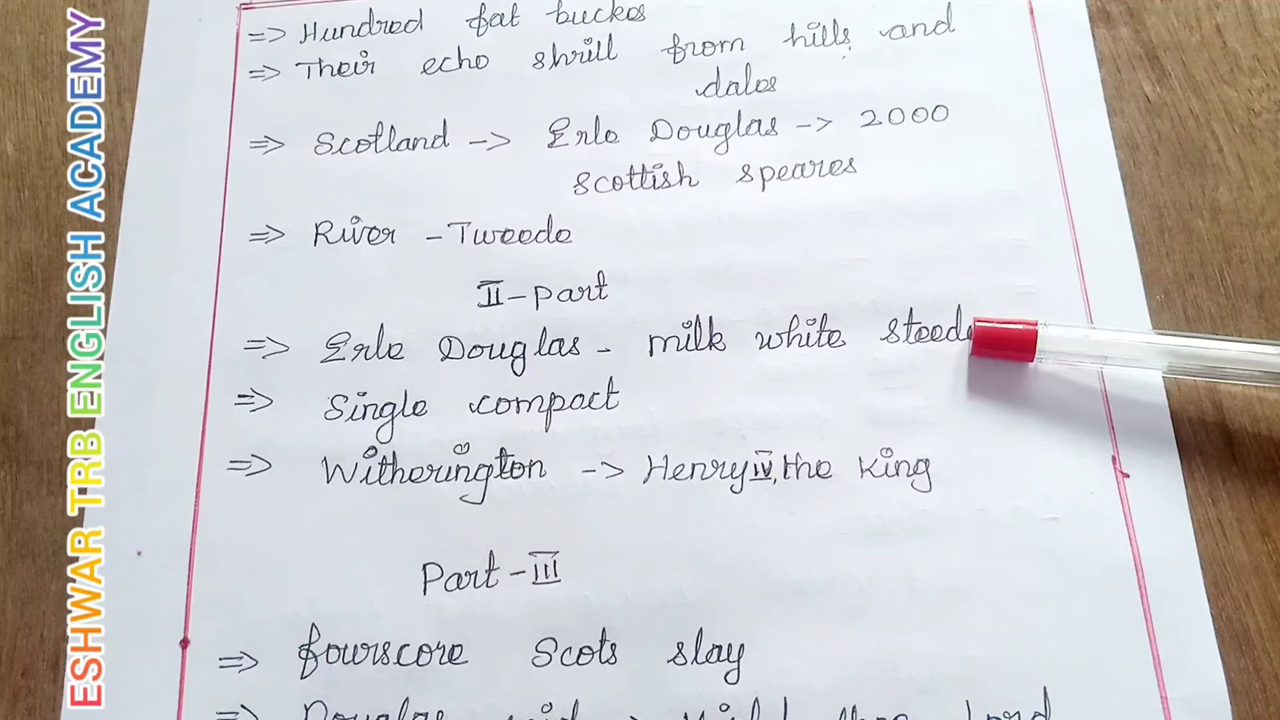 ESHWAR TRB ENGLISH ACADEMY
=> Hundred fat buckes
=> Their echo shrill from hills and
dales
=> Scotland -> Erle Douglas -> 2000
Scottish speares
=> River - Tweede
II - part
=> Erle Douglas - milk white steede
=> Single compact
=> Witherington -> Henry IV, the King
Part - III
=> fourscore Scots slay
=> Douglas said ->